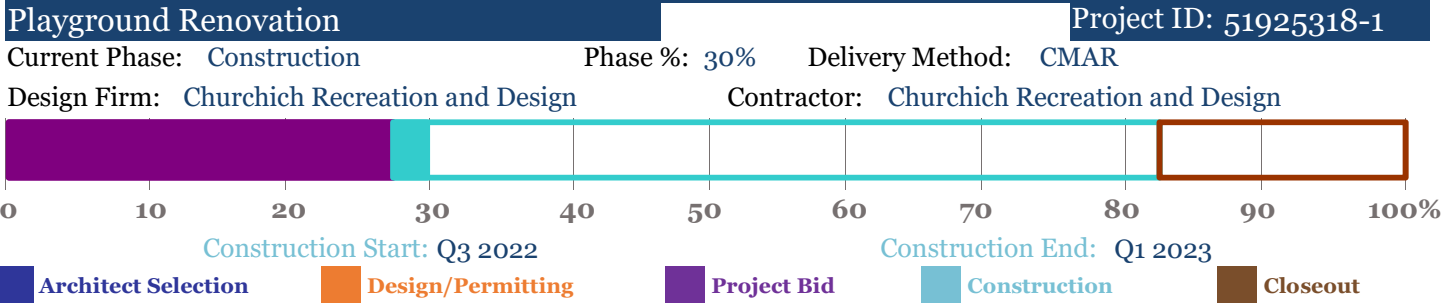 Playground Renovation Project ID: 51925318-1
Current Phase: Construction Phase %: 30% Delivery Method: CMAR
Design Firm: Churchich Recreation and Design Contractor: Churchich Recreation and Design
0 10 20 30 40 50 60 70 80 90 100%
Construction Start: Q3 2022 Construction End: Q1 2023
Architect Selection Design/Permitting Project Bid Construction Closeout